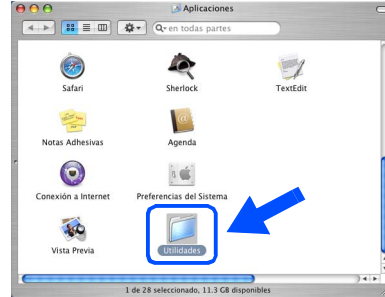 Aplicaciones
en todas partes
Safari
Sherlock
TextEdit
Notas Adhesivas
Agenda
Conexión a Internet
Preferencias del Sistema
Vista Previa
Utilidades
1 de 28 seleccionado, 11.3 GB disponibles